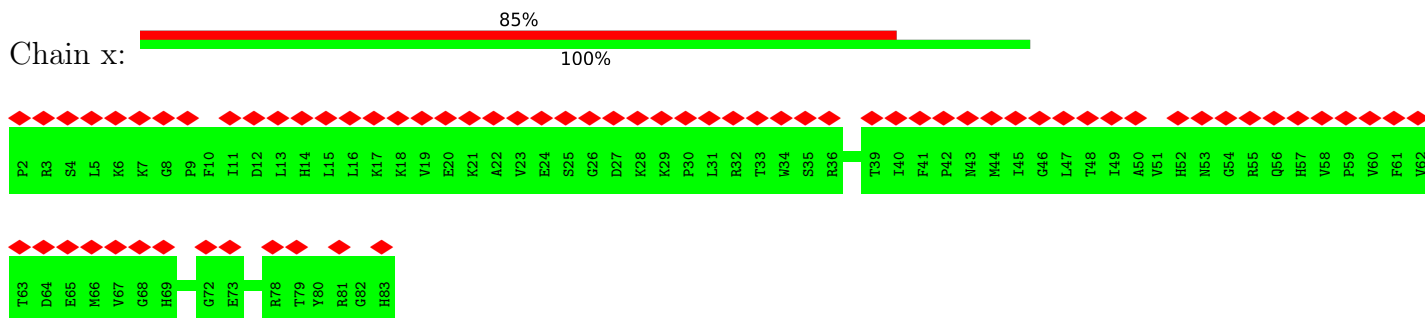 85%
Chain x:
100%
P2 R3 S4 L5 K6 K7 G8 P9 F10 I11 D12 L13 H14 L15 L16 K17 K18 V19 E20 K21 A22 V23 E24 S25 G26 D27 K28 K29 P30 L31 R32 T33 W34 S35 R36 T39 I40 F41 P42 N43 M44 I45 G46 L47 T48 I49 A50 V51 H52 N53 G54 R55 Q56 H57 V58 P59 V60 F61 V62
T63 D64 E65 M66 V67 G68 H69 G72 E73 R78 T79 Y80 R81 G82 H83